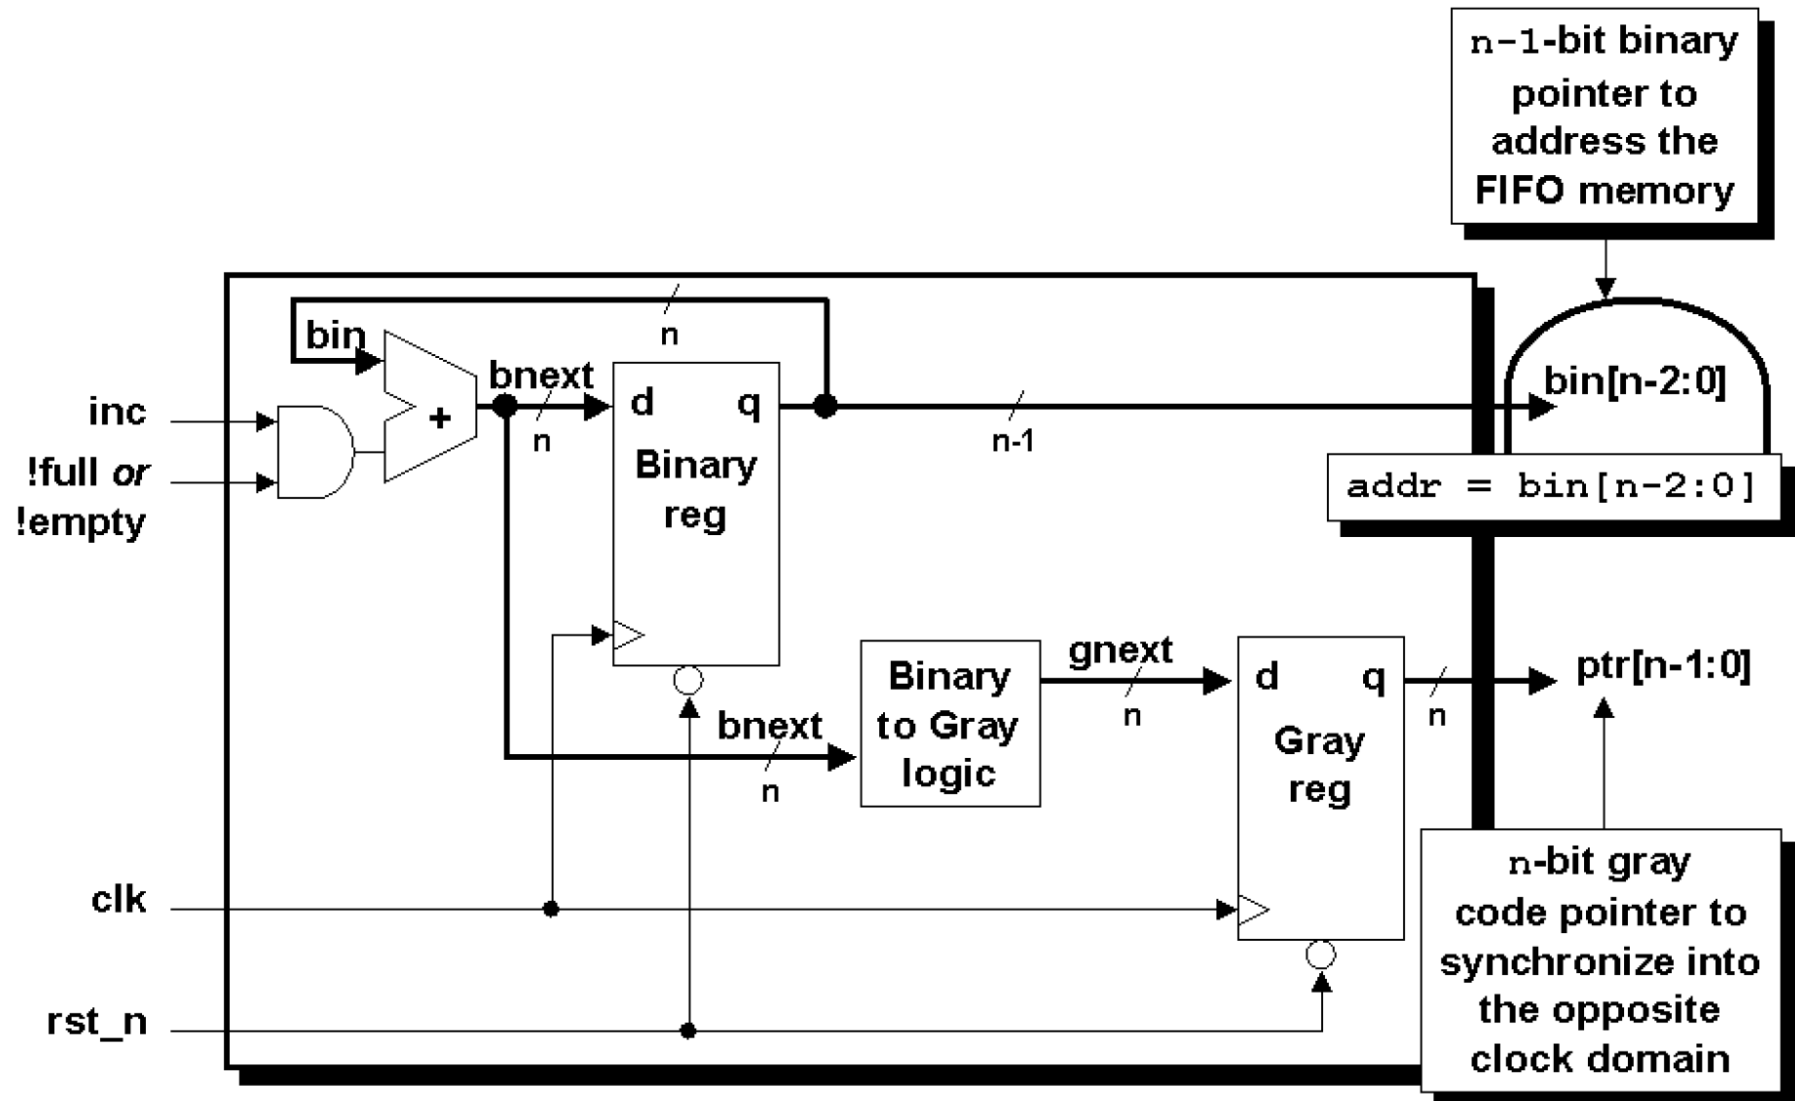 n-1-bit binary
pointer to
address the
FIFO memory
n
bin
bnext
n
d
q
Binary
reg
+
n-1
bin[n-2:0]
addr = bin[n-2:0]
inc
!full or
!empty
Binary
to Gray
logic
bnext
n
gnext
n
d
q
Gray
reg
n
ptr[n-1:0]
clk
rst_n
n-bit gray
code pointer to
synchronize into
the opposite
clock domain